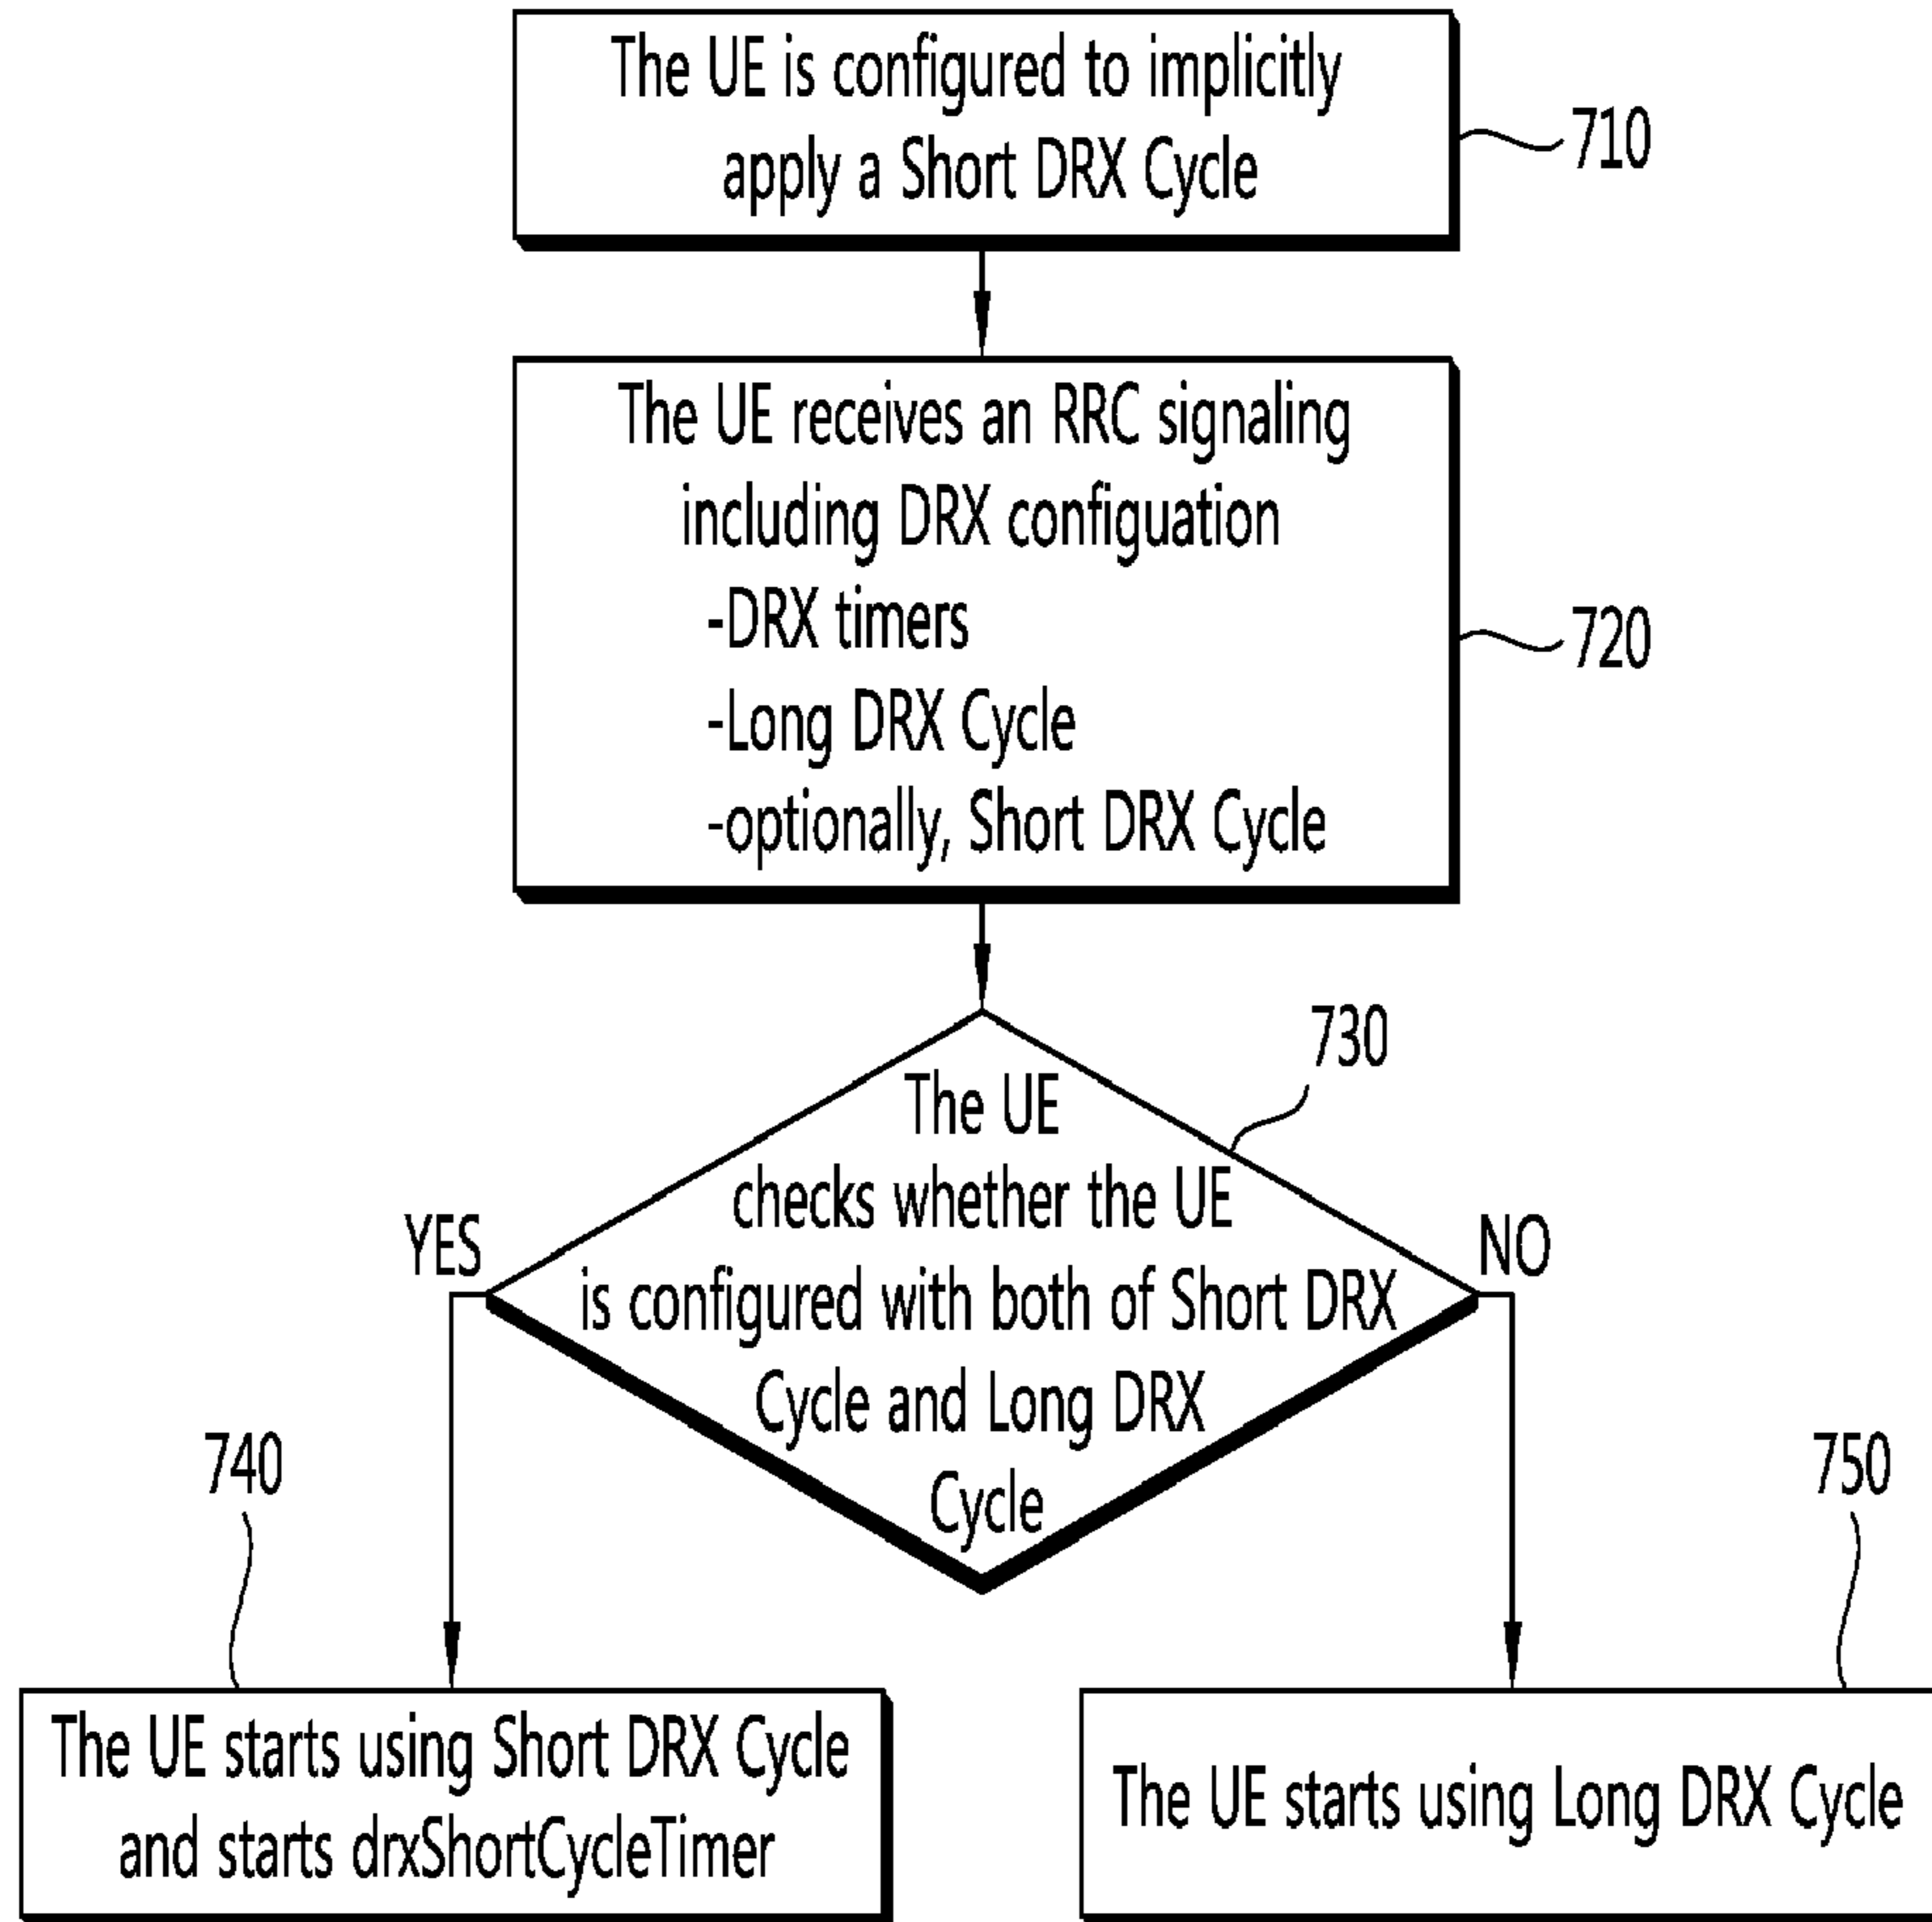 The UE is configured to implicitly
apply a Short DRX Cycle
710
The UE receives an RRC signaling
including DRX configuation
-DRX timers
-Long DRX Cycle
-optionally, Short DRX Cycle
720
730
The UE
checks whether the UE
is configured with both of Short DRX
Cycle and Long DRX
Cycle
YES
NO
740
750
The UE starts using Short DRX Cycle
and starts drxShortCycleTimer
The UE starts using Long DRX Cycle